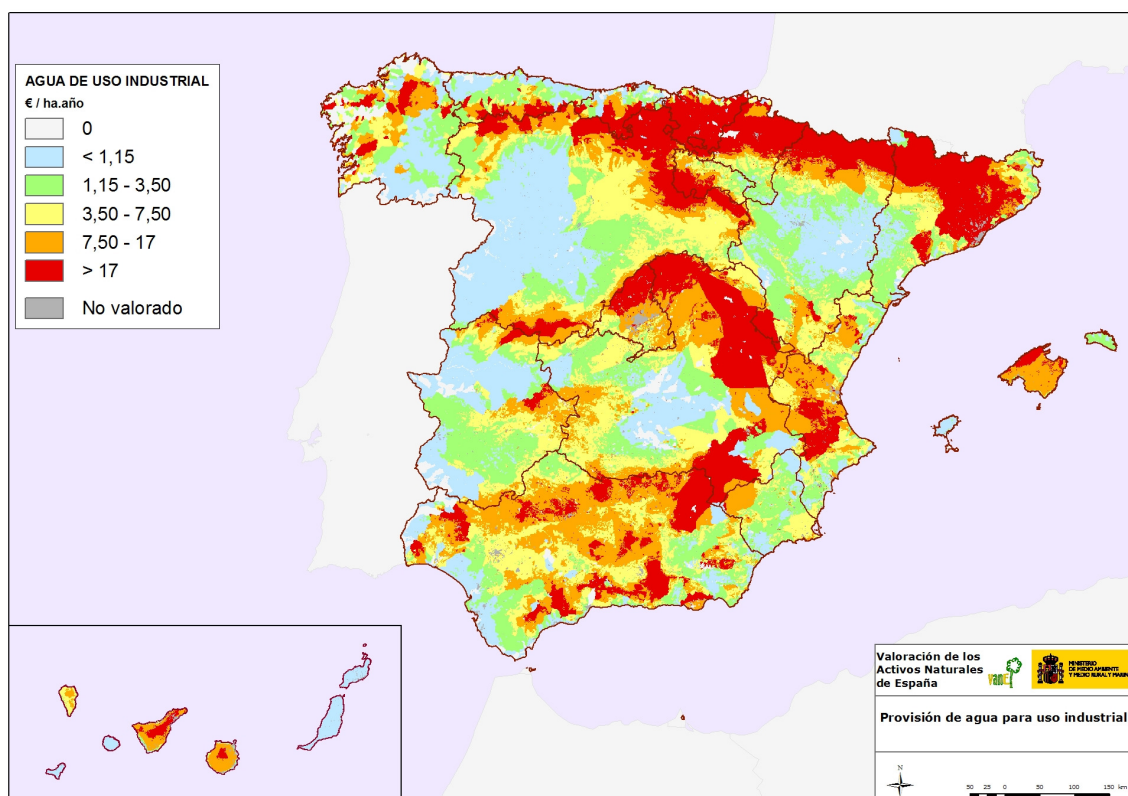 AGUA DE USO INDUSTRIAL
€ / ha.año
0
< 1,15
1,15 - 3,50
3,50 - 7,50
7,50 - 17
> 17
No valorado
Valoración de los
Activos Naturales
de España
VANE
MINISTERIO
DE MEDIO AMBIENTE
Y MEDIO RURAL Y MARINO
Provisión de agua para uso industrial
N
50 25 0 50 100 150 km